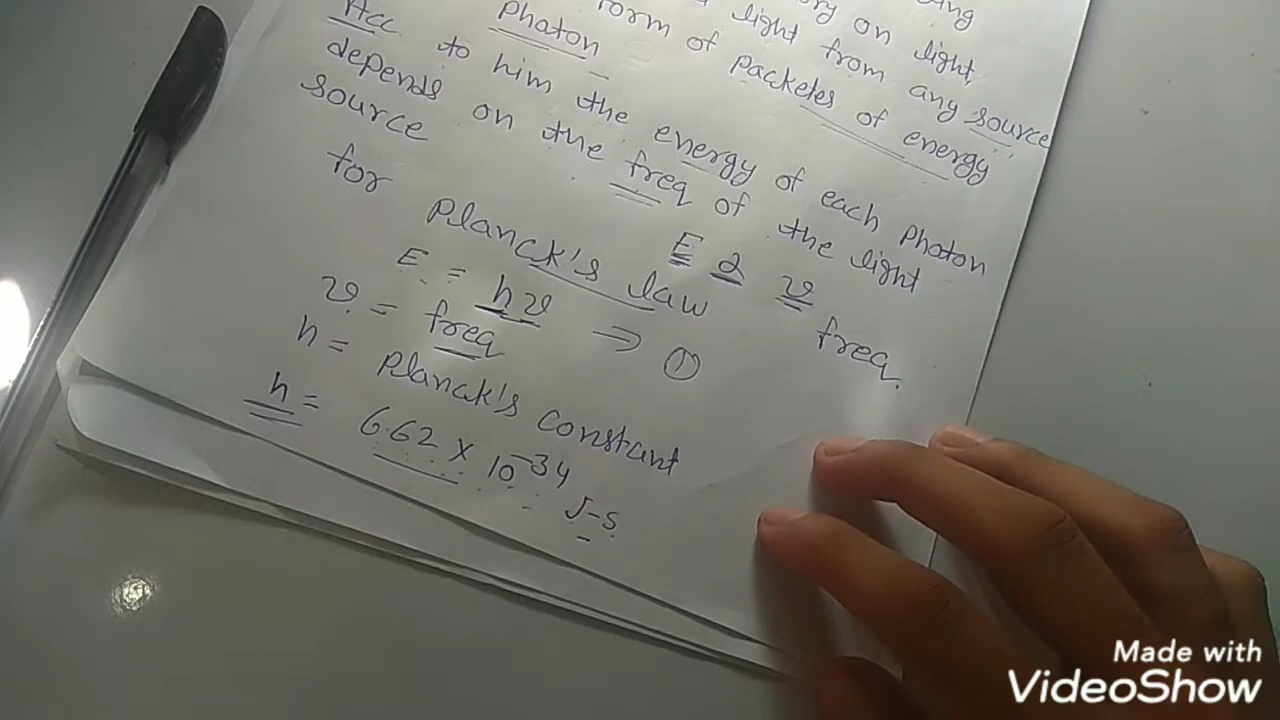 ory on light,
light from any source
form of packetes of energy
photon
Acc to him the energy of each photon
depends on the freq of the light
source
E α ν freq.
for Planck's law
E = hν ⇒ ①
ν = freq
h = Planck's constant
h = 6.62 × 10^-34 J-s
Made with
VideoShow